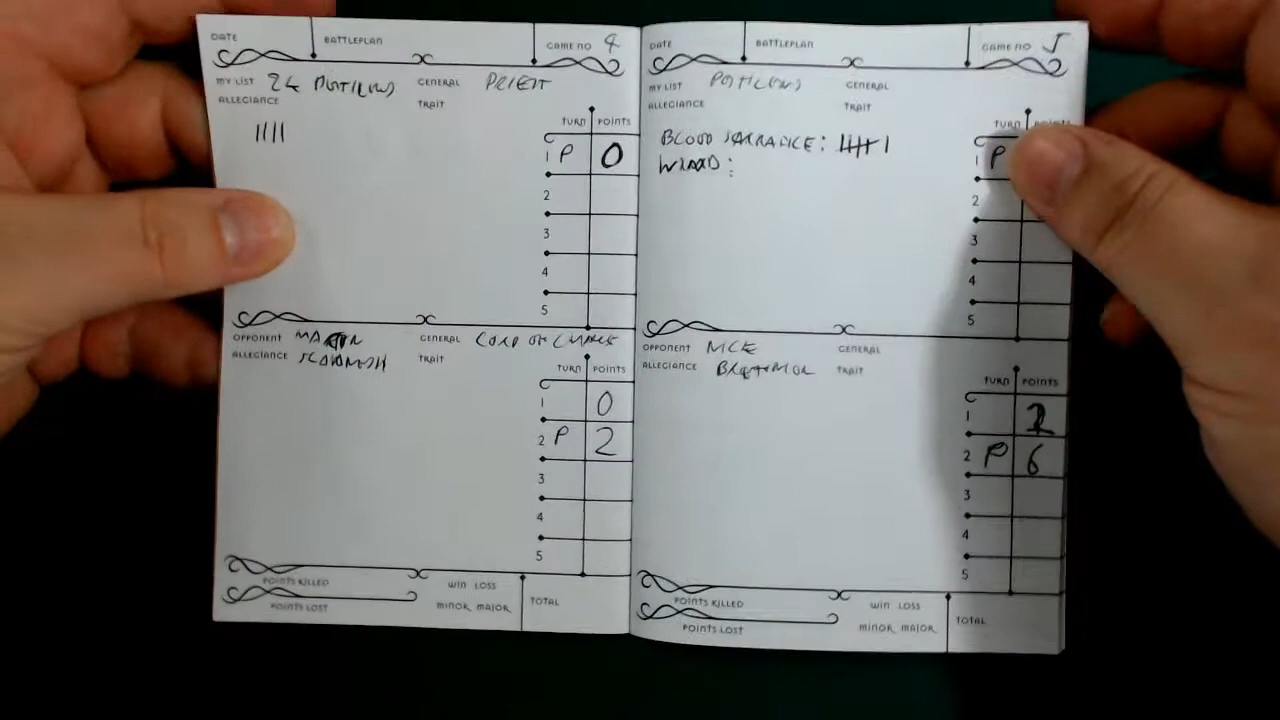 DATE BATTLEPLAN GAME NO 4
MY LIST 24 GENERAL PRIEST
ALLEGIANCE TRAIT
IIII
TURN POINTS
1 P 0
2
3
4
5
OPPONENT GENERAL
ALLEGIANCE TRAIT
TURN POINTS
1 0
2 P 2
3
4
5
POINTS KILLED WIN LOSS
POINTS LOST MINOR MAJOR TOTAL
DATE BATTLEPLAN GAME NO 5
MY LIST GENERAL
ALLEGIANCE TRAIT
TURN POINTS
BLOOD :
1 P
2
3
4
5
OPPONENT GENERAL
ALLEGIANCE TRAIT
TURN POINTS
1
2 P 6
3
4
5
POINTS KILLED WIN LOSS
POINTS LOST MINOR MAJOR TOTAL